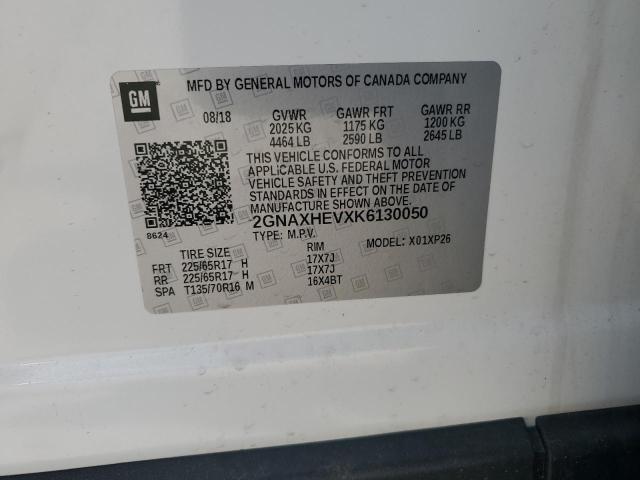 MFD BY GENERAL MOTORS OF CANADA COMPANY
GM
08/18 GVWR GAWR FRT GAWR RR
2025 KG 1175 KG 1200 KG
4464 LB 2590 LB 2645 LB
THIS VEHICLE CONFORMS TO ALL
APPLICABLE U.S. FEDERAL MOTOR
VEHICLE SAFETY AND THEFT PREVENTION
STANDARDS IN EFFECT ON THE DATE OF
MANUFACTURE SHOWN ABOVE.
2GNAXHEVXK6130050
8624
TYPE: M.P.V. MODEL: X01XP26
TIRE SIZE RIM
FRT 225/65R17 H 17X7J
RR 225/65R17 H 17X7J
SPA T135/70R16 M 16X4BT